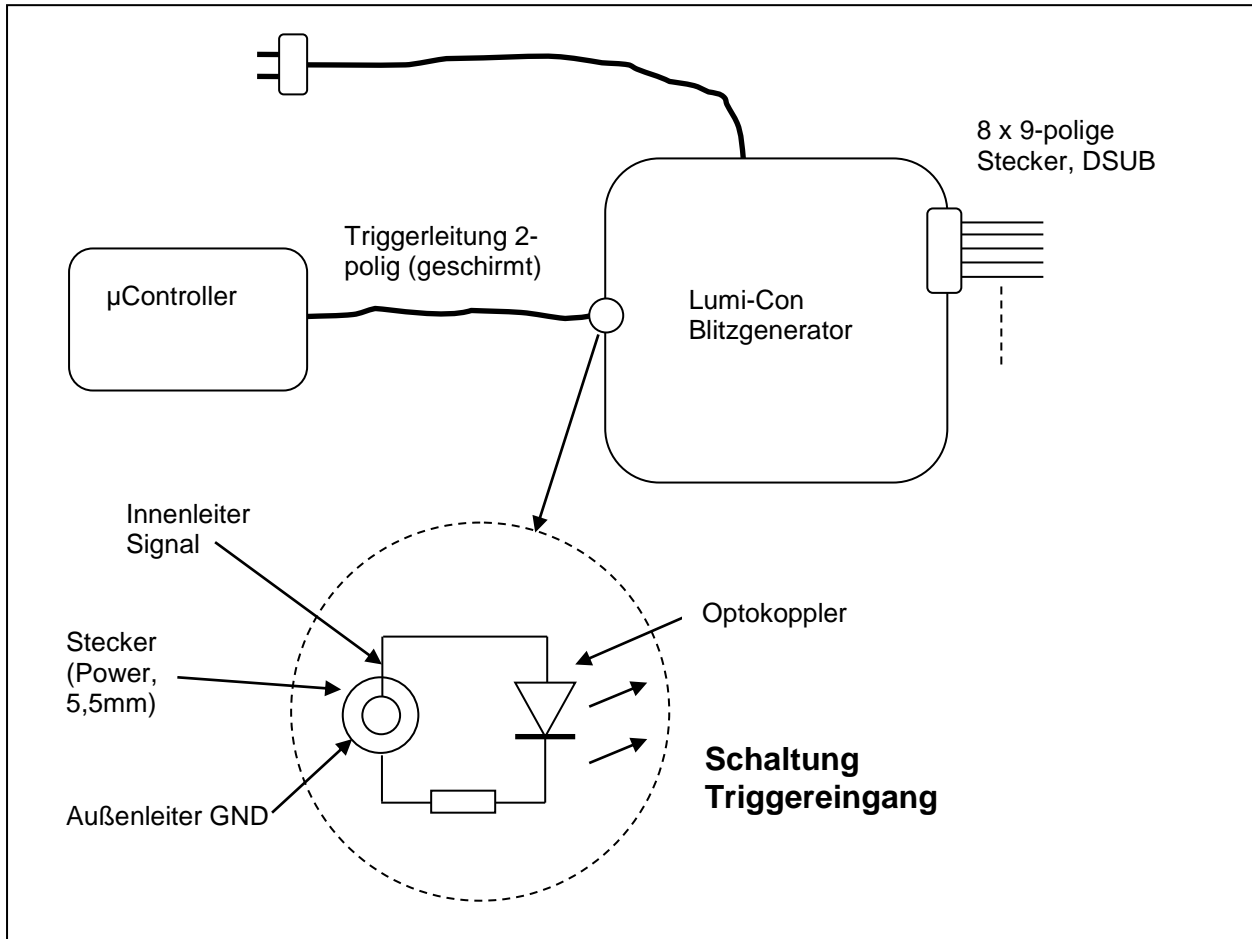 8 x 9-polige
Stecker, DSUB
Triggerleitung 2-
polig (geschirmt)
µController
Lumi-Con
Blitzgenerator
Innenleiter
Signal
Optokoppler
Stecker
(Power,
5,5mm)
Schaltung
Triggereingang
Außenleiter GND